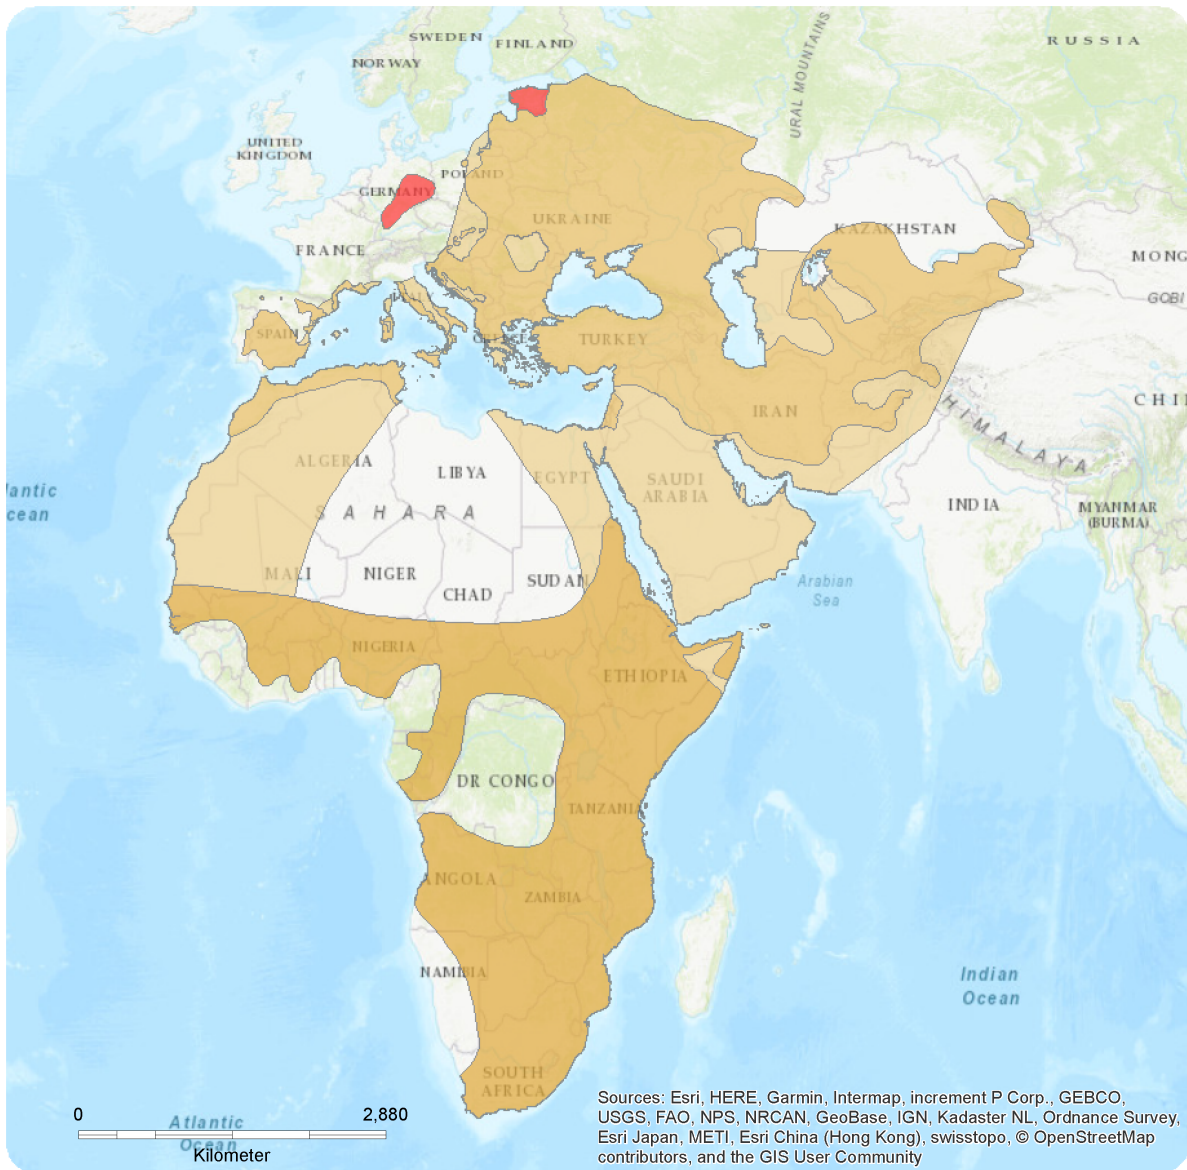 SWEDEN
FINLAND
NORWAY
RUSSIA
URAL MOUNTAINS
UNITED
KINGDOM
POLAND
GERMANY
UKRAINE
KAZAKHSTAN
FRANCE
MONG
GOBI
ITALY
SPAIN
GREECE
TURKEY
IRAN
CHI
HIMALAYA
ALGERIA
LIBYA
EGYPT
SAUDI
ARABIA
lantic
cean
SAHARA
INDIA
MYANMAR
(BURMA)
MALI
NIGER
CHAD
SUDAN
Arabian
Sea
NIGERIA
ETHIOPIA
DR CONGO
TANZANIA
ANGOLA
ZAMBIA
NAMIBIA
Indian
Ocean
SOUTH
AFRICA
0 2,880
Atlantic
Ocean
Kilometer
Sources: Esri, HERE, Garmin, Intermap, increment P Corp., GEBCO,
USGS, FAO, NPS, NRCAN, GeoBase, IGN, Kadaster NL, Ordnance Survey,
Esri Japan, METI, Esri China (Hong Kong), swisstopo, © OpenStreetMap
contributors, and the GIS User Community